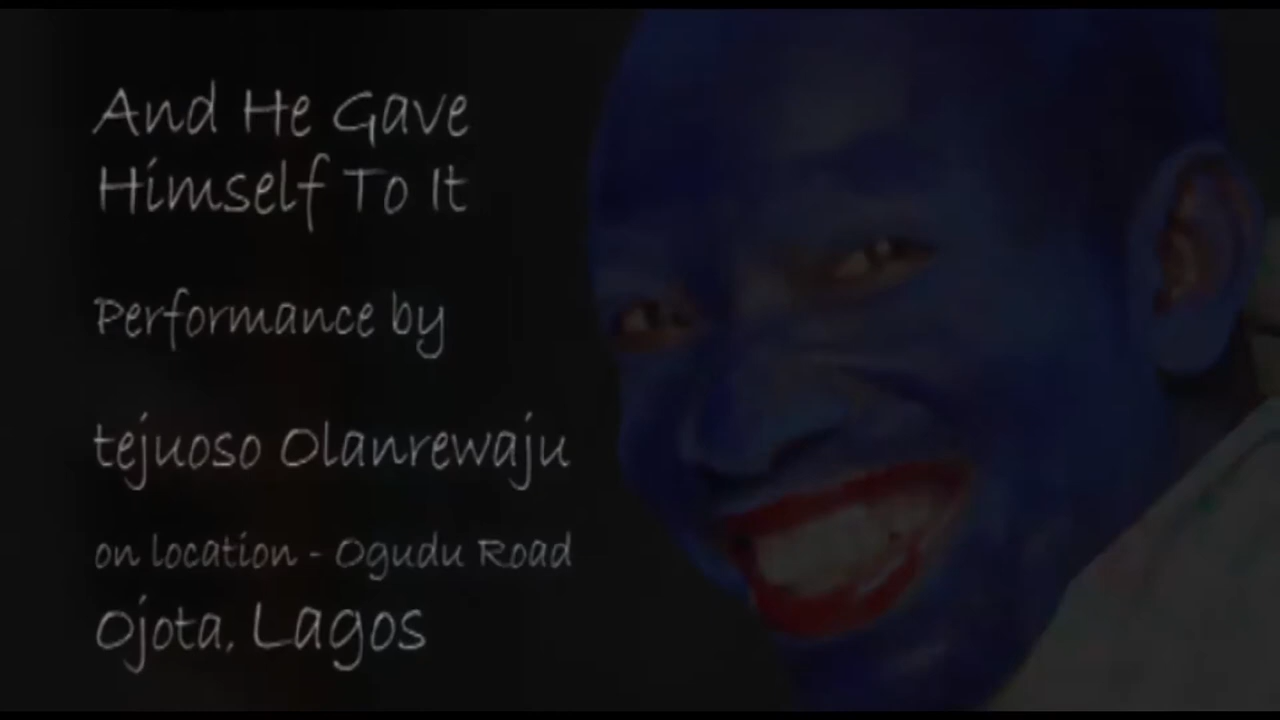 And He Gave
Himself To It
Performance by
tejuoso Olanrewaju
on location - Ogudu Road
Ojota, Lagos